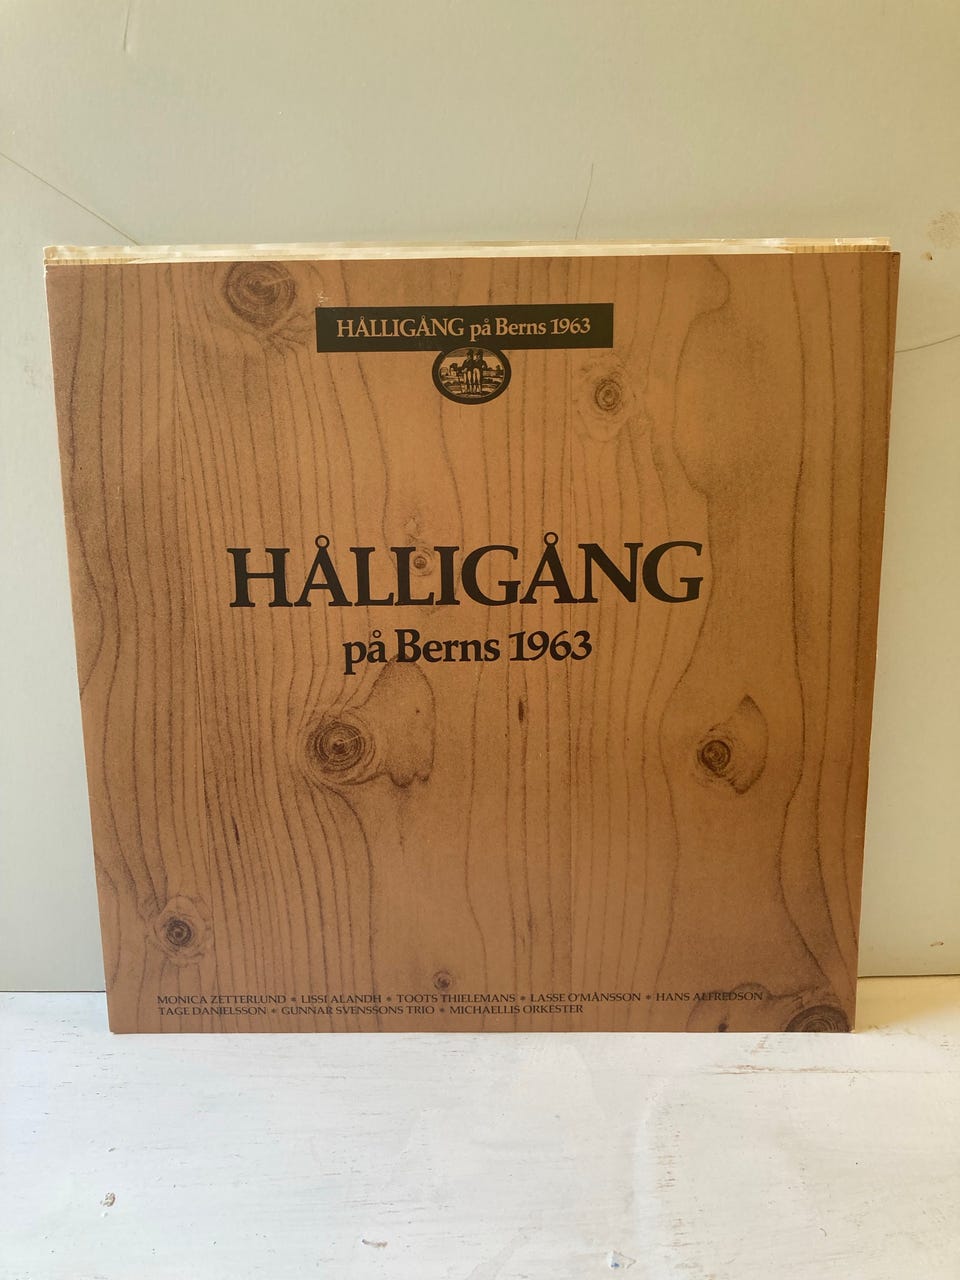 HÅLLIGÅNG på Berns 1963
HÅLLIGÅNG
på Berns 1963
MONICA ZETTERLUND * LISSI ALANDH * TOOTS THIELEMANS * LASSE O'MÅNSSON * HANS ALFREDSON
TAGE DANIELSSON * GUNNAR SVENSSONS TRIO * MICHAELLIS ORKESTER